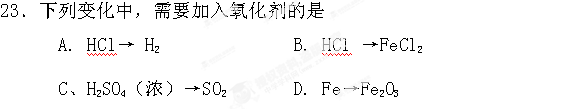 23．下列变化中，需要加入氧化剂的是
A. HCl→ H₂ B. HCl →FeCl₂
C、H₂SO₄（浓）→SO₂ D. Fe→Fe₂O₃